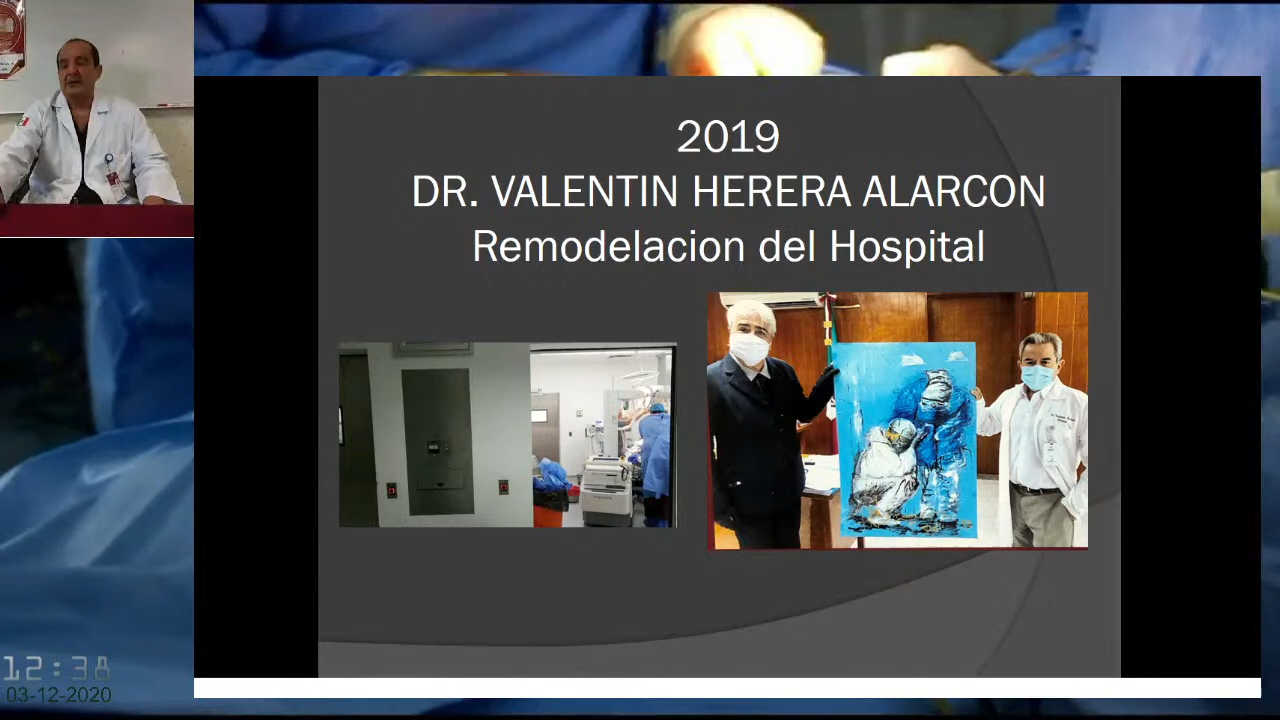 2019
DR. VALENTIN HERERA ALARCON
Remodelacion del Hospital
12:38
03-12-2020